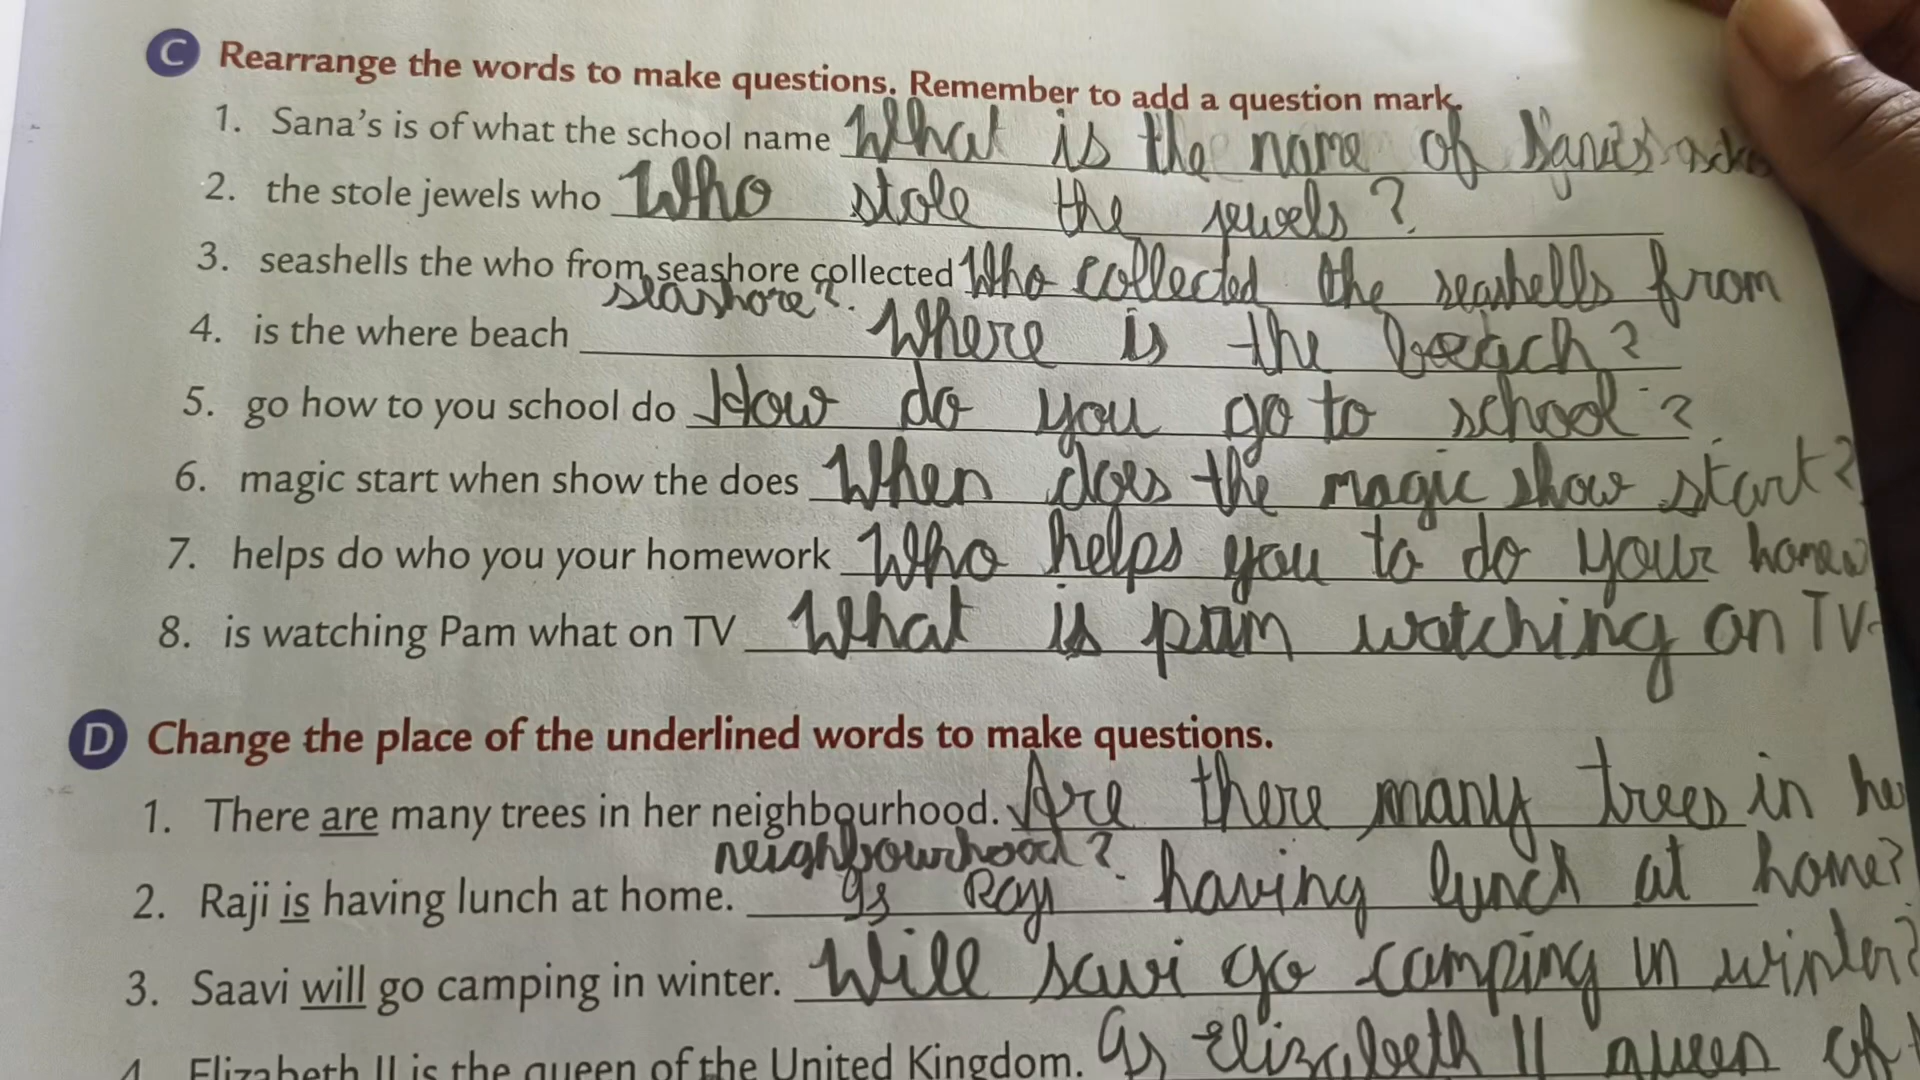 C Rearrange the words to make questions. Remember to add a question mark.
1. Sana's is of what the school name What is the name of Sana's
2. the stole jewels who Who stole the jewels?
3. seashells the who from seashore collected Who collected the seashells from
seashore?
4. is the where beach Where is the beach?
5. go how to you school do How do you go to school?
6. magic start when show the does When does the magic show start?
7. helps do who you your homework Who helps you to do your homew
8. is watching Pam what on TV What is pam watching on TV
D Change the place of the underlined words to make questions.
1. There are many trees in her neighbourhood. Are there many trees in he
neighbourhood?
2. Raji is having lunch at home. Is Raji having lunch at home?
3. Saavi will go camping in winter. Will savi go camping in winter?
4. Elizabeth II is the queen of the United Kingdom. Is Elizabeth II queen of